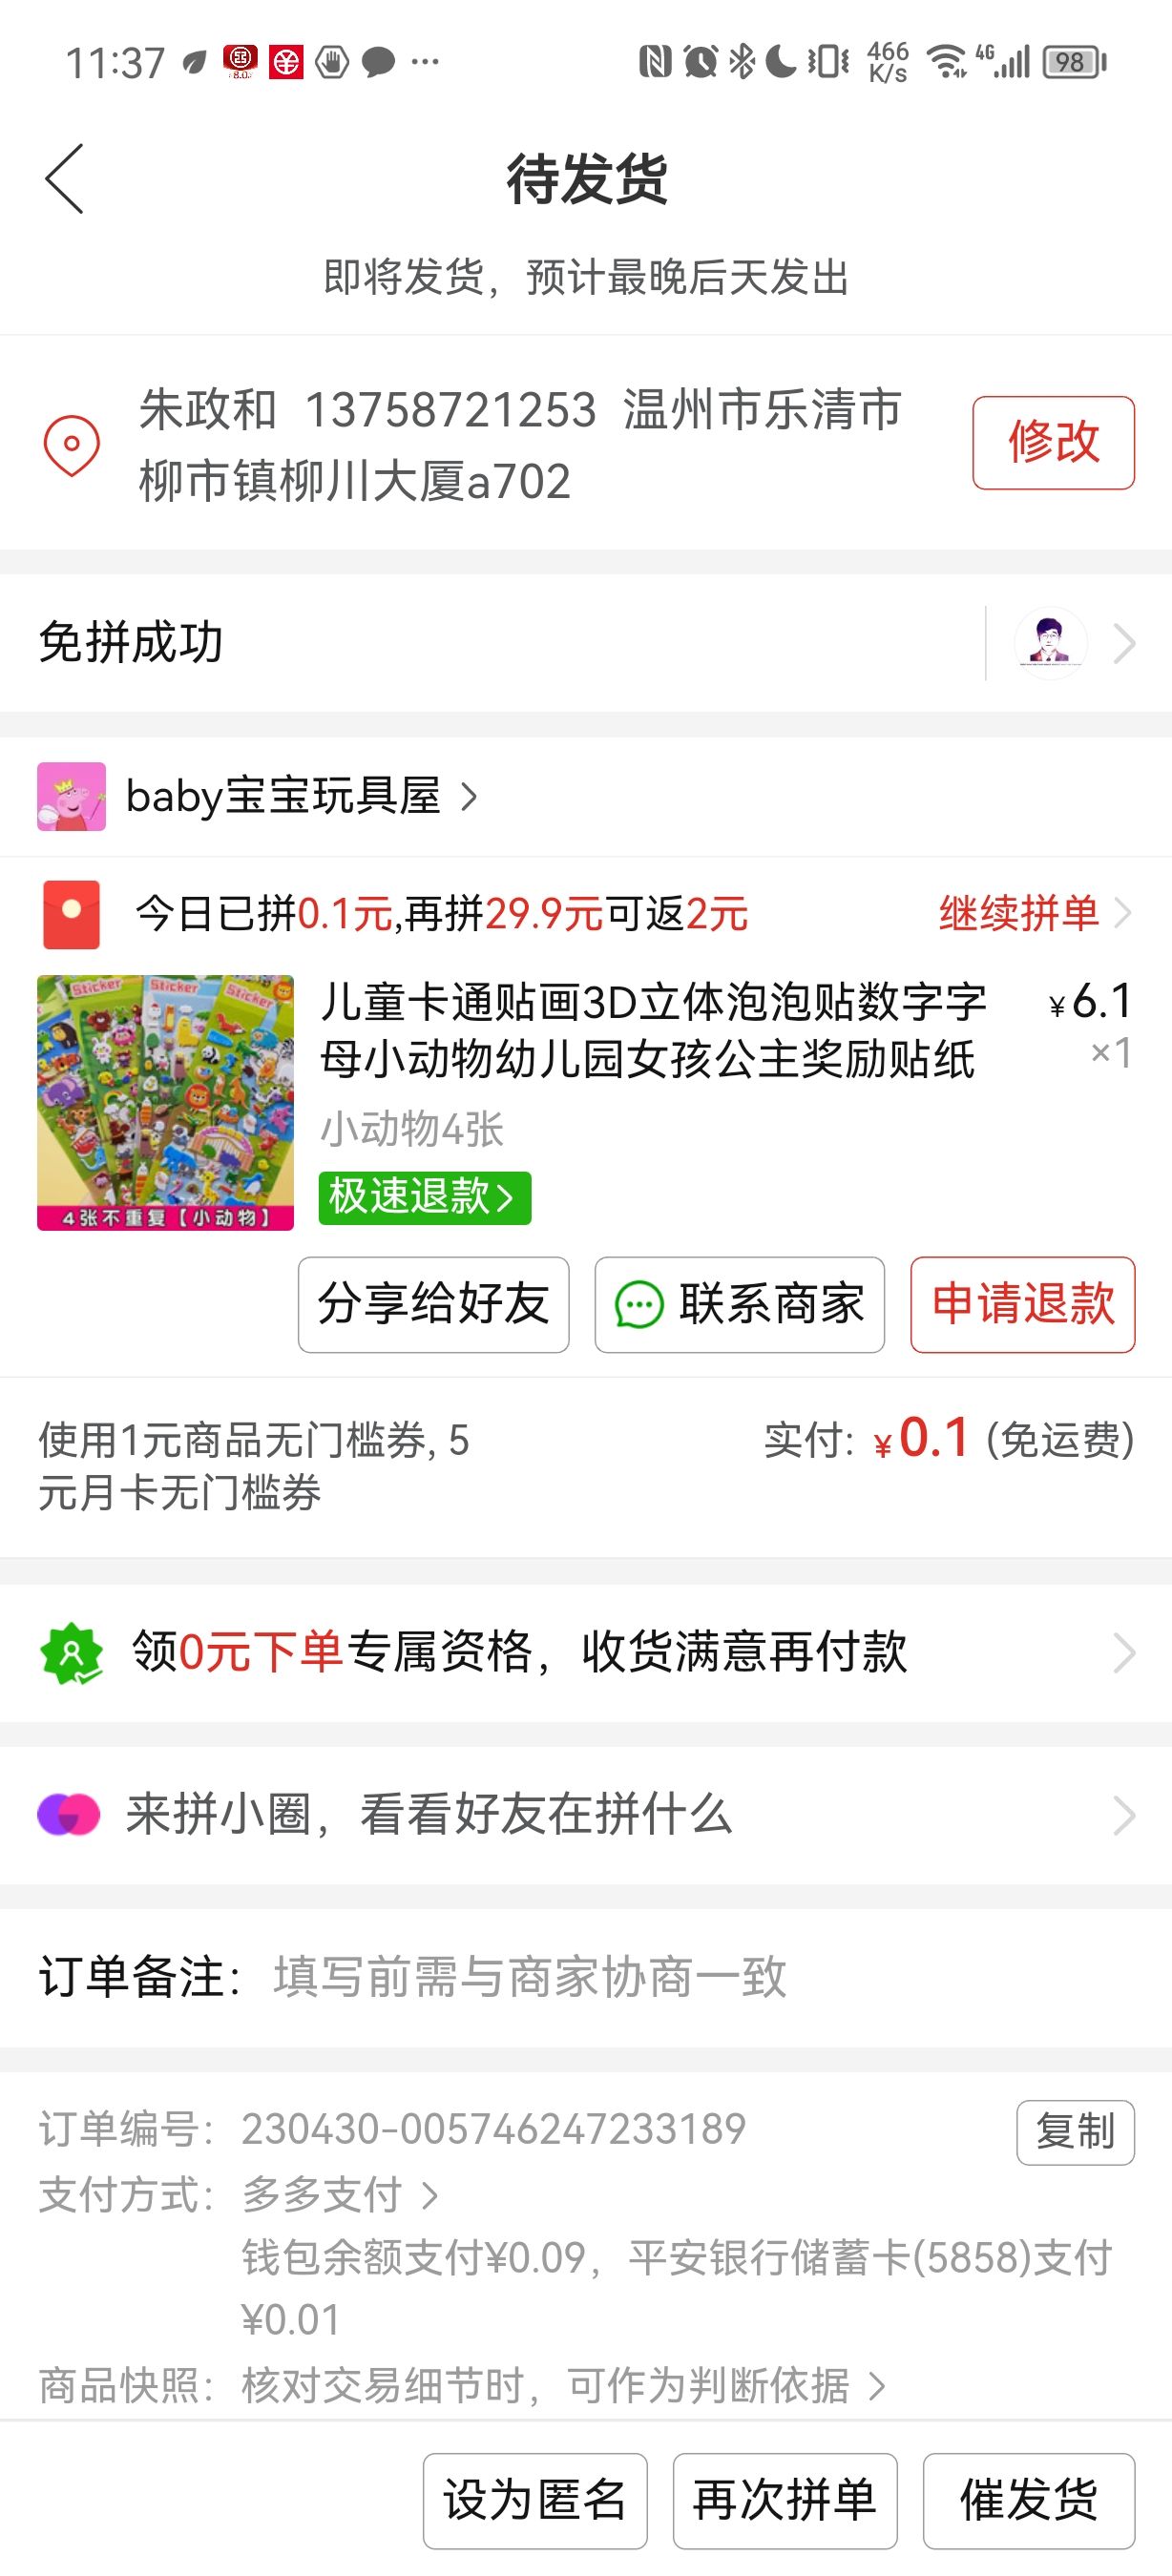 11:37
466
K/s
4G
98
待发货
即将发货，预计最晚后天发出
朱政和 13758721253 温州市乐清市
柳市镇柳川大厦a702
修改
免拼成功
baby宝宝玩具屋
今日已拼0.1元,再拼29.9元可返2元
继续拼单
Sticker Sticker Sticker
4张不重复【小动物】
儿童卡通贴画3D立体泡泡贴数字字
¥6.1
母小动物幼儿园女孩公主奖励贴纸
×1
小动物4张
极速退款
分享给好友
联系商家
申请退款
使用1元商品无门槛券, 5
元月卡无门槛券
实付: ¥0.1 (免运费)
领0元下单专属资格，收货满意再付款
来拼小圈，看看好友在拼什么
订单备注：填写前需与商家协商一致
订单编号：230430-005746247233189
复制
支付方式：多多支付
钱包余额支付¥0.09，平安银行储蓄卡(5858)支付
¥0.01
商品快照：核对交易细节时，可作为判断依据
设为匿名
再次拼单
催发货